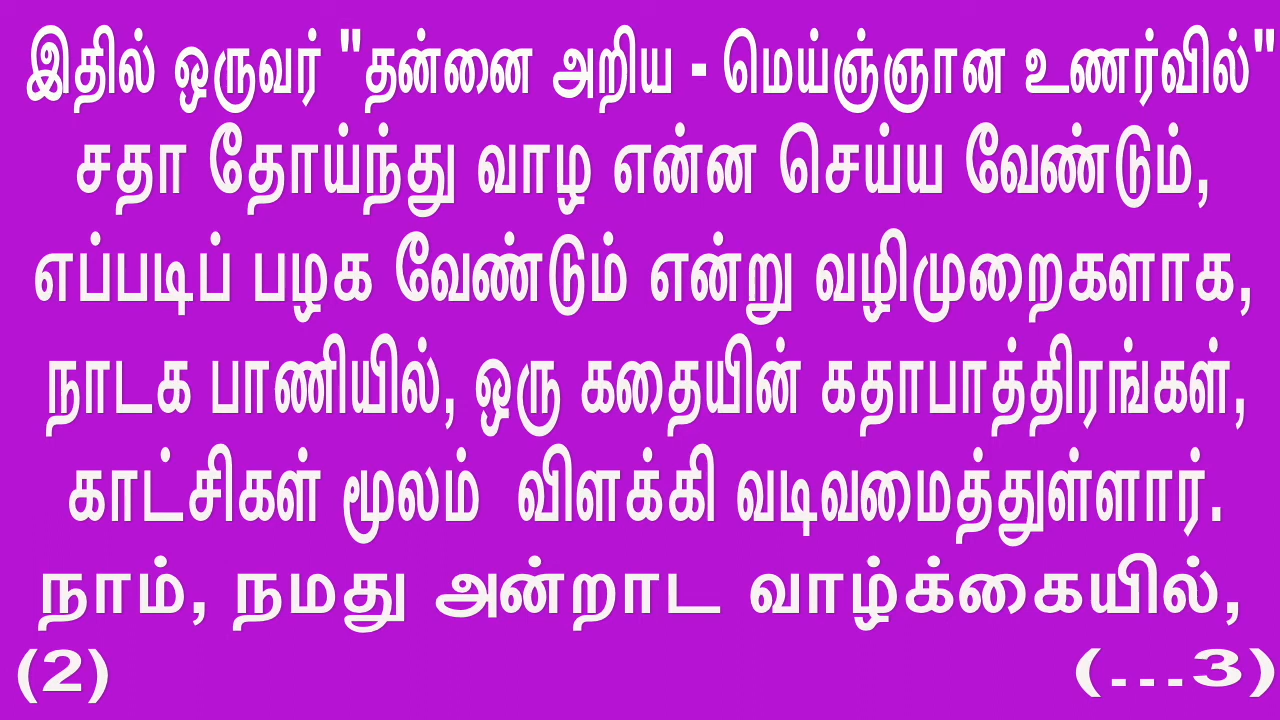 இதில் ஒருவர் "தன்னை அறிய - மெய்ஞ்ஞான உணர்வில்"
சதா தோய்ந்து வாழ என்ன செய்ய வேண்டும்,
எப்படிப் பழக வேண்டும் என்று வழிமுறைகளாக,
நாடக பாணியில், ஒரு கதையின் கதாபாத்திரங்கள்,
காட்சிகள் மூலம் விளக்கி வடிவமைத்துள்ளார்.
நாம், நமது அன்றாட வாழ்க்கையில்,
(2) (...3)